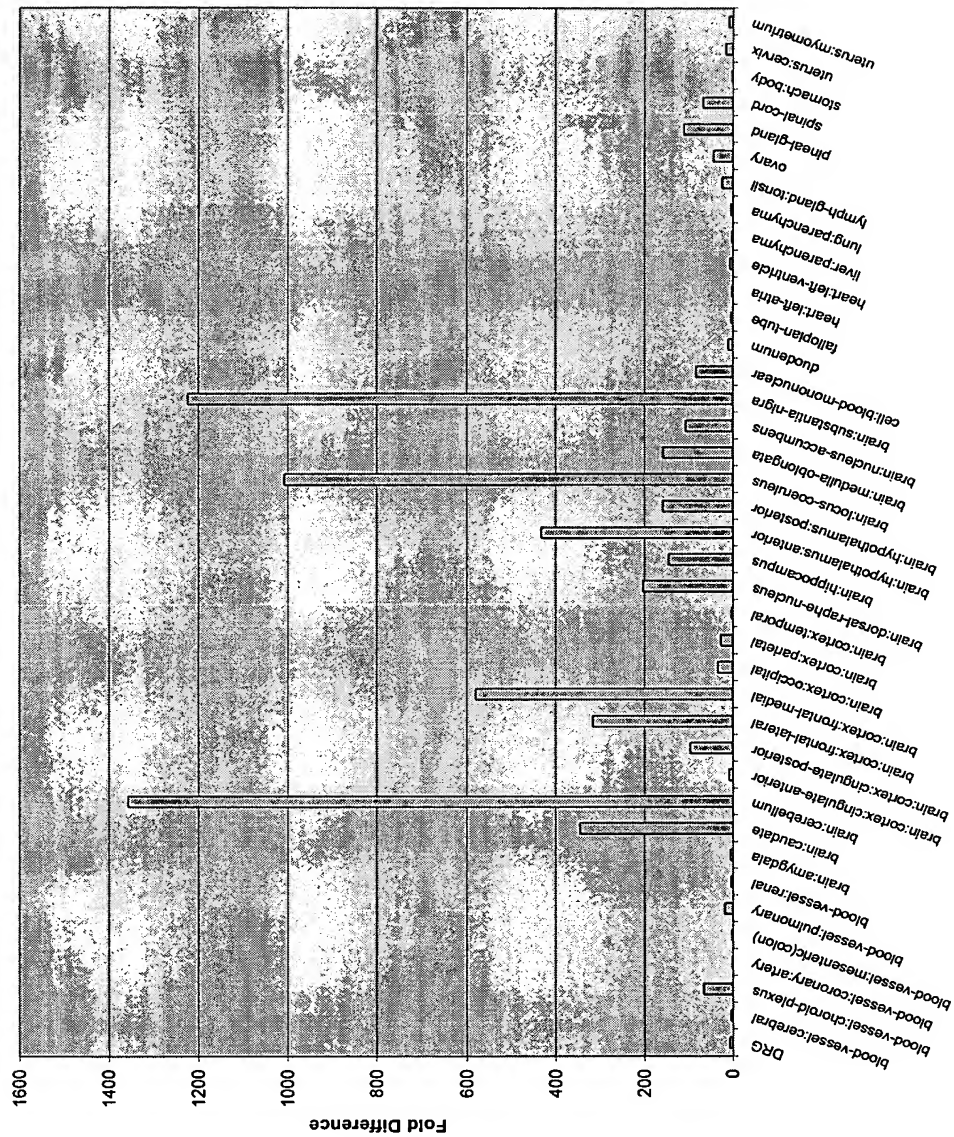 Fold Difference
1600
1400
1200
1000
800
600
400
200
0
DRG
blood-vessel:cerebral
blood-vessel:choroid-plexus
blood-vessel:coronary:artery
blood-vessel:mesenteric(colon)
blood-vessel:pulmonary
blood-vessel:renal
brain:amygdala
brain:caudate
brain:cerebellum
brain:cortex:cingulate-anterior
brain:cortex:cingulate-posterior
brain:cortex:frontal-lateral
brain:cortex:frontal-medial
brain:cortex:occipital
brain:cortex:parietal
brain:cortex:temporal
brain:dorsal-raphe-nucleus
brain:hippocampus
brain:hypothalamus:anterior
brain:hypothalamus:posterior
brain:locus-coeruleus
brain:medulla-oblongata
brain:nucleus-accumbens
brain:substantia-nigra
cell:blood-mononuclear
duodenum
fallopian-tube
heart:left-atria
heart:left-ventricle
liver:parenchyma
lung:parenchyma
lymph-gland:tonsil
ovary
pineal-gland
spinal-cord
stomach:body
uterus:cervix
uterus:myometrium